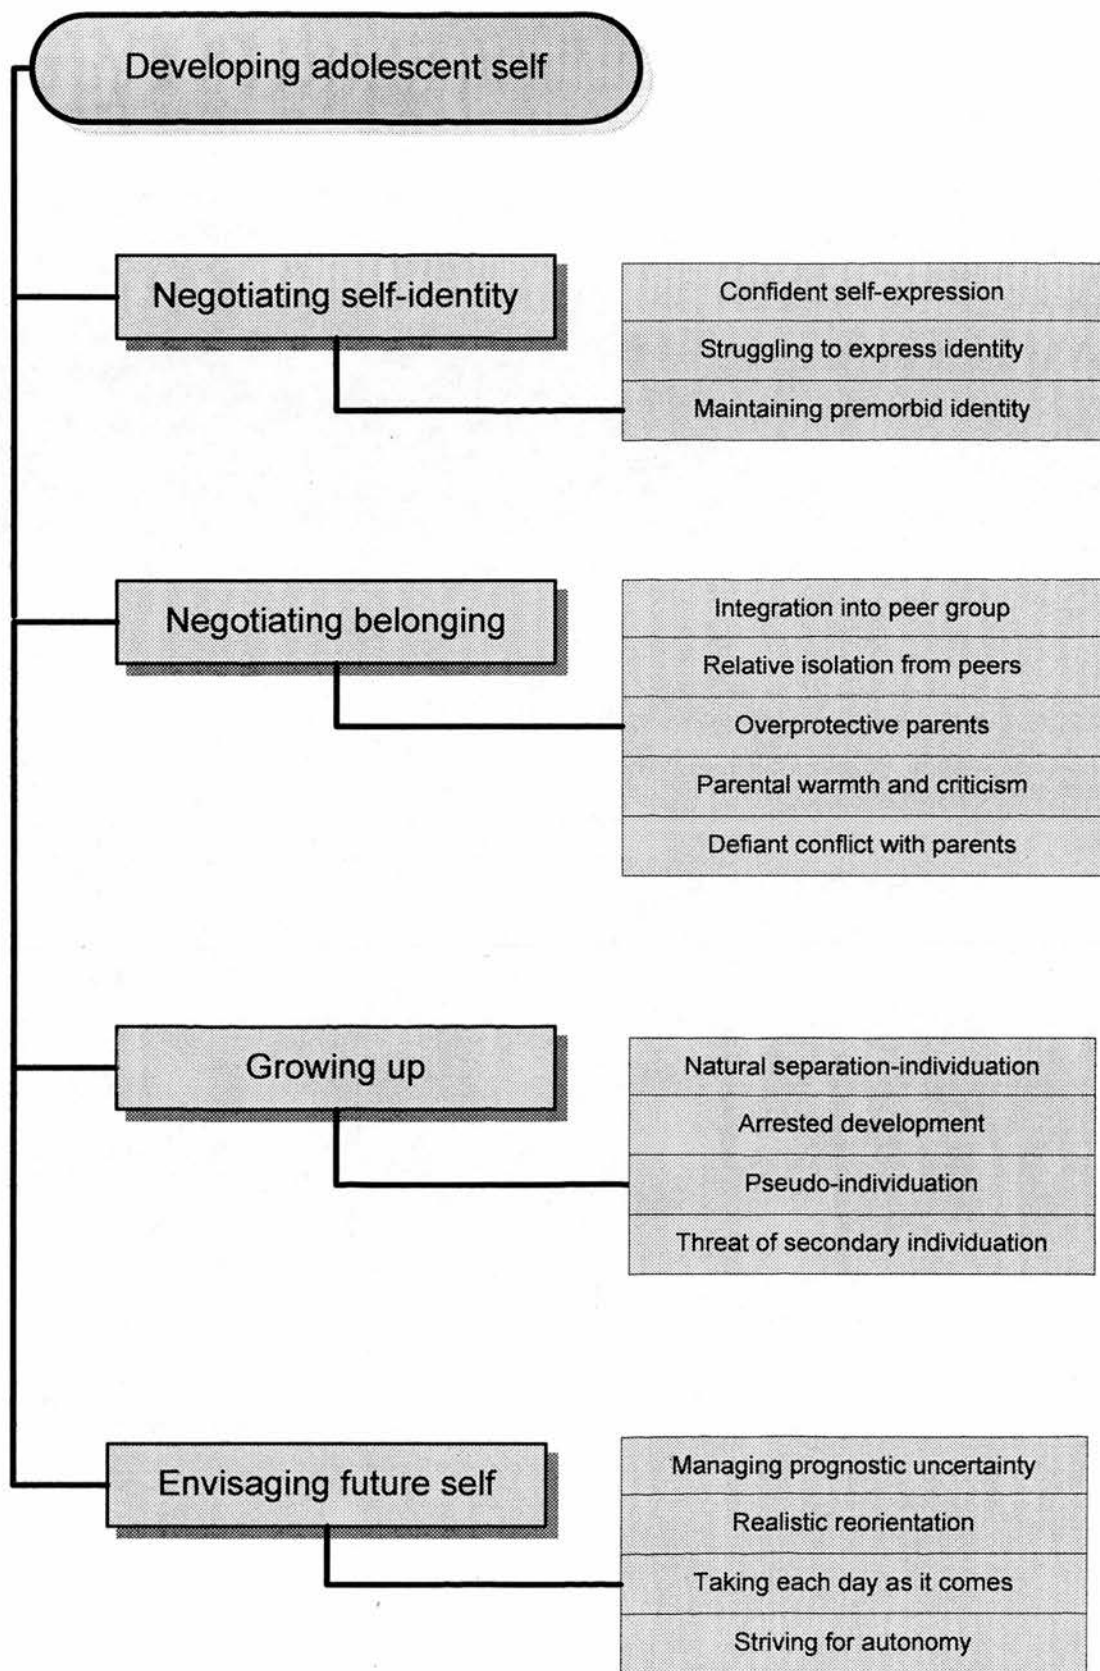 Developing adolescent self
Negotiating self-identity
Confident self-expression
Struggling to express identity
Maintaining premorbid identity
Negotiating belonging
Integration into peer group
Relative isolation from peers
Overprotective parents
Parental warmth and criticism
Defiant conflict with parents
Growing up
Natural separation-individuation
Arrested development
Pseudo-individuation
Threat of secondary individuation
Envisaging future self
Managing prognostic uncertainty
Realistic reorientation
Taking each day as it comes
Striving for autonomy